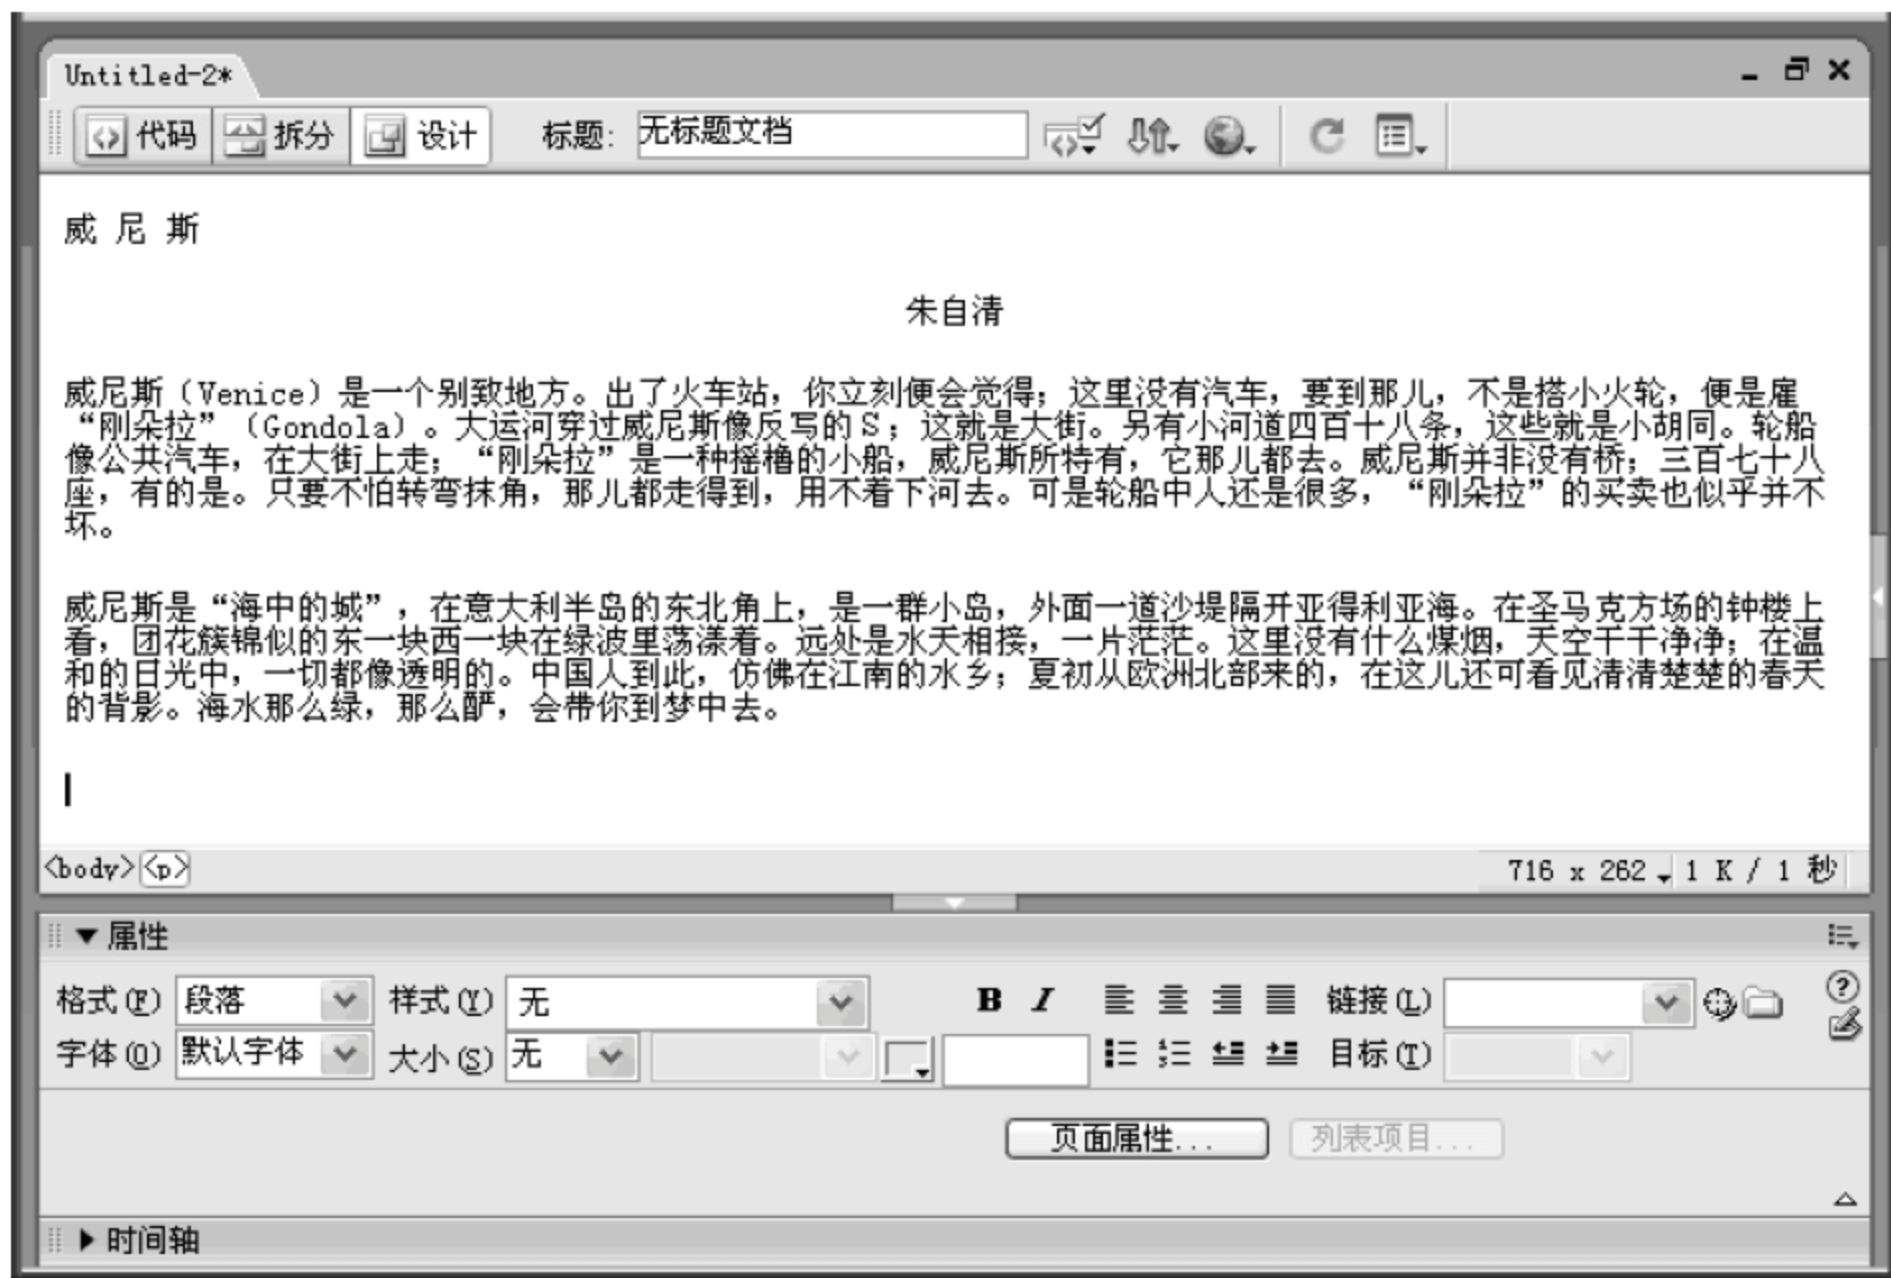 Untitled-2*
代码 拆分 设计 标题: 无标题文档
威 尼 斯
朱自清
威尼斯（Venice）是一个别致地方。出了火车站，你立刻便会觉得；这里没有汽车，要到那儿，不是搭小火轮，便是雇
“刚朵拉”（Gondola）。大运河穿过威尼斯像反写的S；这就是大街。另有小河道四百十八条，这些就是小胡同。轮船
像公共汽车，在大街上走；“刚朵拉”是一种摇橹的小船，威尼斯所特有，它那儿都去。威尼斯并非没有桥；三百七十八
座，有的是。只要不怕转弯抹角，那儿都走得到，用不着下河去。可是轮船中人还是很多，“刚朵拉”的买卖也似乎并不
坏。
威尼斯是“海中的城”，在意大利半岛的东北角上，是一群小岛，外面一道沙堤隔开亚得利亚海。在圣马克方场的钟楼上
看，团花簇锦似的东一块西一块在绿波里荡漾着。远处是水天相接，一片茫茫。这里没有什么煤烟，天空干干净净；在温
和的日光中，一切都像透明的。中国人到此，仿佛在江南的水乡；夏初从欧洲北部来的，在这儿还可看见清清楚楚的春天
的背影。海水那么绿，那么酽，会带你到梦中去。
<body> <p> 716 x 262 1 K / 1 秒
属性
格式(F) 段落 样式(Y) 无 B I 链接(L)
字体(O) 默认字体 大小(S) 无 目标(T)
页面属性... 列表项目...
时间轴